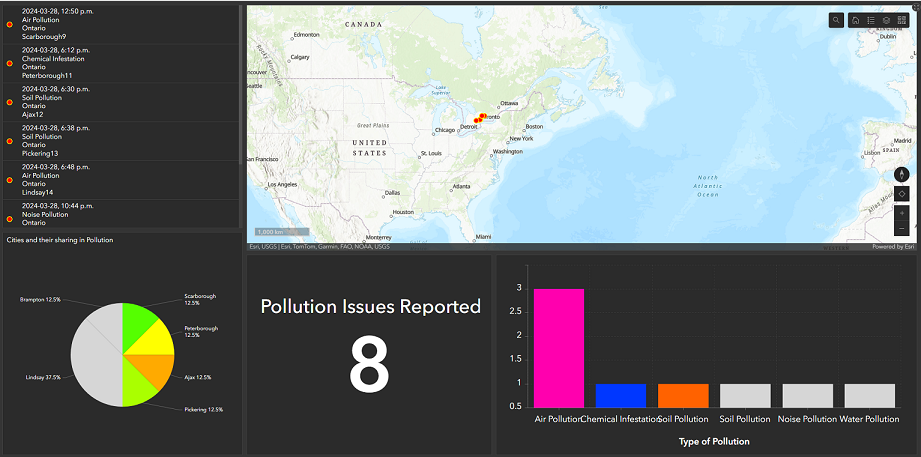 2024-03-28, 12:50 p.m.
Air Pollution
Ontario
Scarborough9
2024-03-28, 6:12 p.m.
Chemical Infestation
Ontario
Peterborough11
2024-03-28, 6:30 p.m.
Soil Pollution
Ontario
Ajax12
2024-03-28, 6:38 p.m.
Soil Pollution
Ontario
Pickering13
2024-03-28, 6:48 p.m.
Air Pollution
Ontario
Lindsay14
2024-03-28, 10:44 p.m.
Noise Pollution
Ontario
CANADA
Edmonton
Calgary
Rocky Mountains
ncouver
eattle
Lake
Superior
Ottawa
ronto
Great Plains
Chicago
Detroit
Boston
New York
UNITED
STATES
Washington
St. Louis
an Francisco
Los Angeles
Atlanta
Dallas
Houston
Monterrey
Miami
North
Atlantic
Ocean
Dublin
Madrid
Lisbon
SPAIN
1,000 km
Esri, USGS | Esri, TomTom, Garmin, FAO, NOAA, USGS
Powered by Esri
Cities and their sharing in Pollution
Brampton 12.5%
Scarborough
12.5%
Peterborough
12.5%
Lindsay 37.5%
Ajax 12.5%
Pickering 12.5%
Pollution Issues Reported
8
3
2.5
2
1.5
1
0.5
Air Pollution
Chemical Infestation
Soil Pollution
Soil Pollution
Noise Pollution
Water Pollution
Type of Pollution